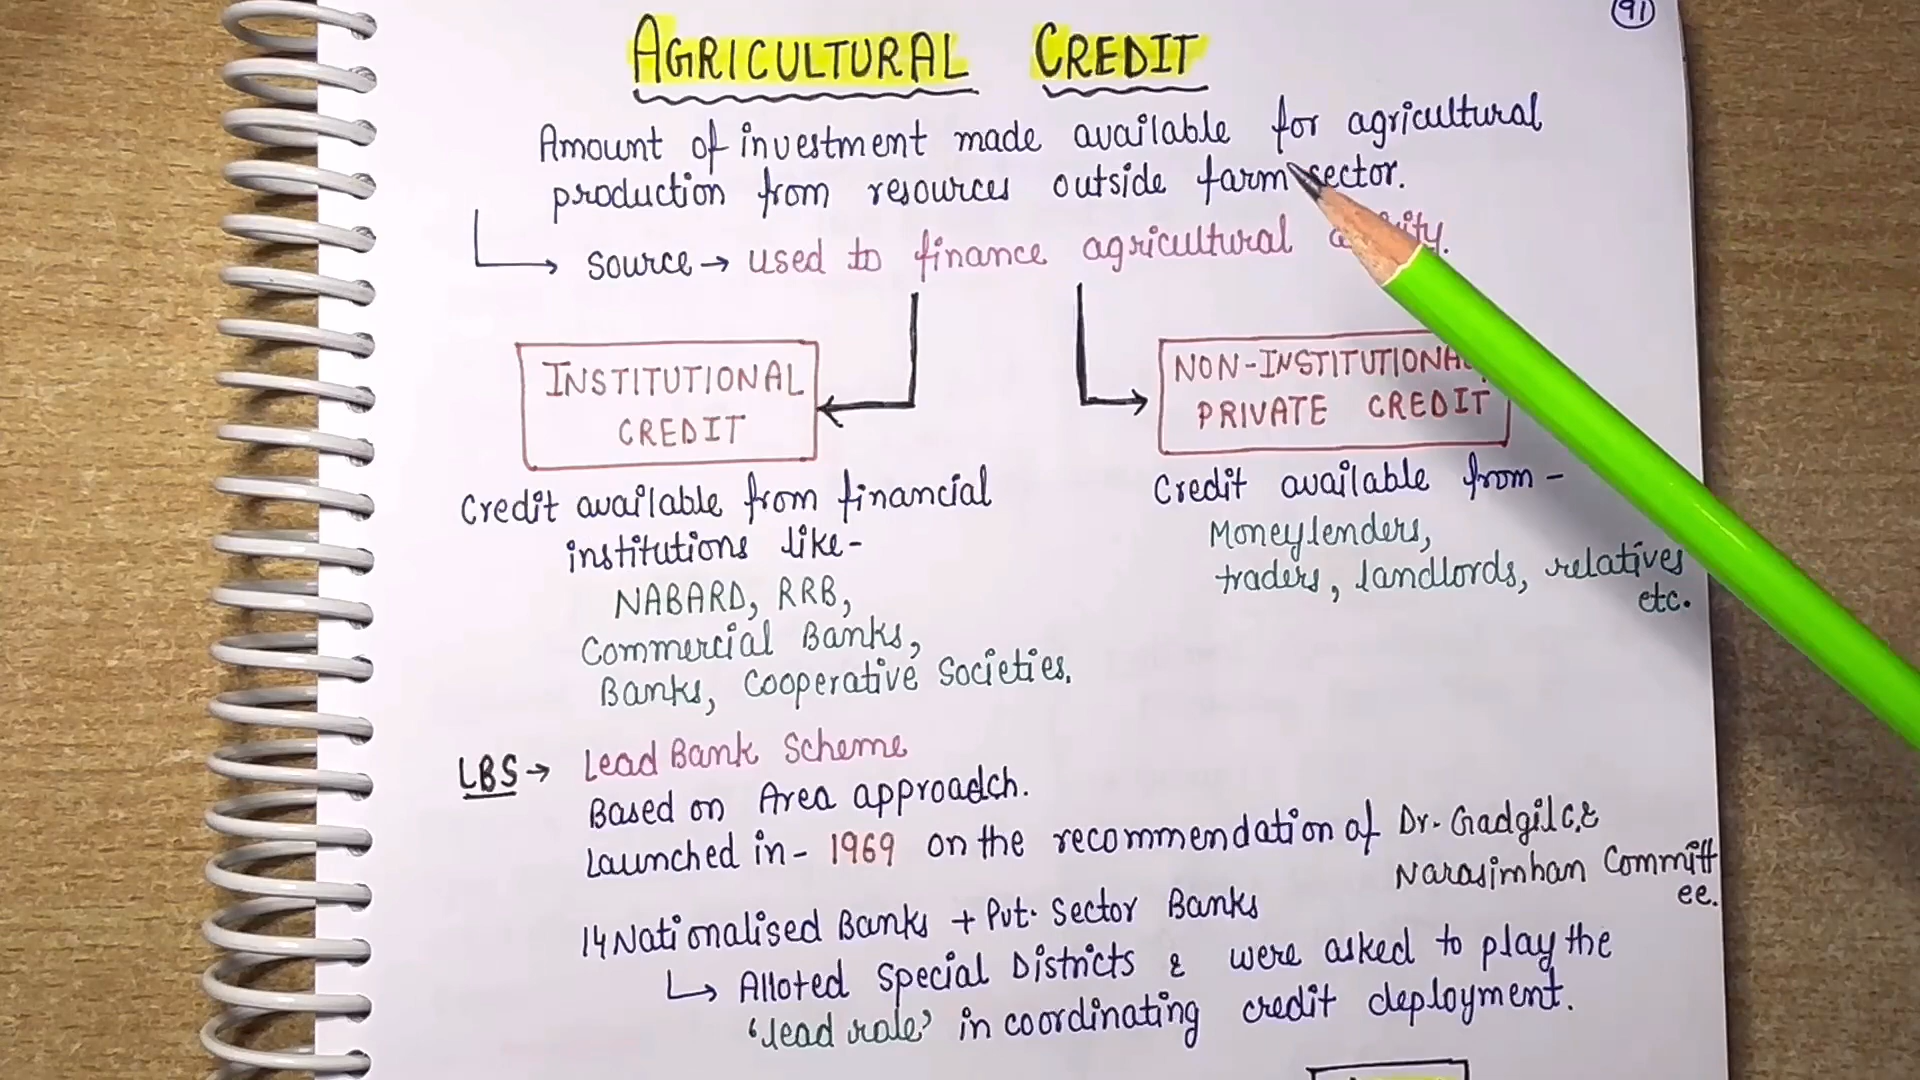 91
AGRICULTURAL CREDIT
Amount of investment made available for agricultural
production from resources outside farm sector.
source → used to finance agricultural
INSTITUTIONAL
CREDIT
NON-INSTITUTIONAL
PRIVATE CREDIT
Credit available from financial
institutions like-
NABARD, RRB,
Commercial Banks,
Banks, Cooperative Societies.
Credit available from -
Moneylenders,
traders, landlords, relatives
etc.
LBS → Lead Bank Scheme
Based on Area approadch.
Launched in - 1969 on the recommendation of Dr. Gadgil C. &
Narasimhan Committ
ee.
14 Nationalised Banks + Pvt. Sector Banks
↳ Alloted special Districts & were asked to play the
'lead role' in coordinating credit deployment.